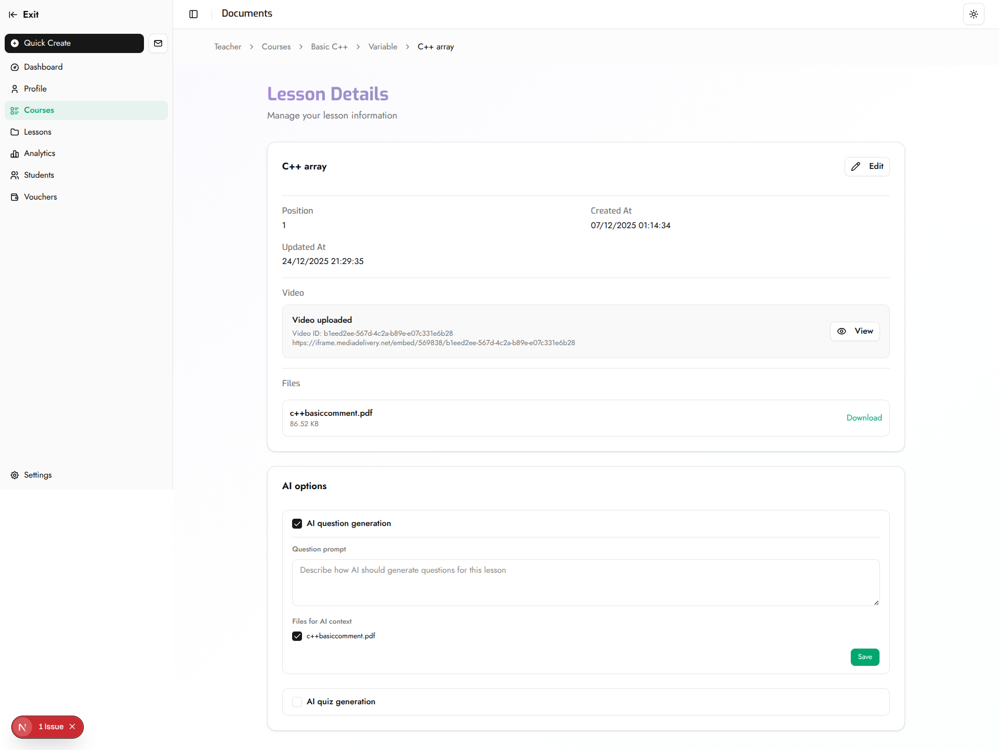 Exit
Quick Create
Dashboard
Profile
Courses
Lessons
Analytics
Students
Vouchers
Settings
N 1 Issue
Documents
Teacher > Courses > Basic C++ > Variable > C++ array
Lesson Details
Manage your lesson information
C++ array
Edit
Position
1
Created At
07/12/2025 01:14:34
Updated At
24/12/2025 21:29:35
Video
Video uploaded
Video ID: b1eed2ee-567d-4c2a-b89e-e07c331e6b28
https://iframe.mediadelivery.net/embed/569838/b1eed2ee-567d-4c2a-b89e-e07c331e6b28
View
Files
c++basiccomment.pdf
86.52 KB
Download
AI options
AI question generation
Question prompt
Describe how AI should generate questions for this lesson
Files for AI context
c++basiccomment.pdf
Save
AI quiz generation